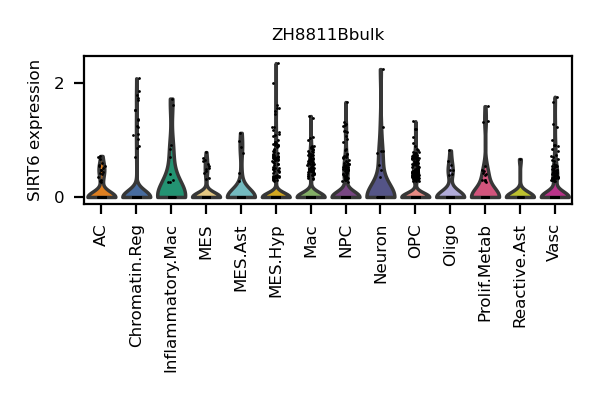 ZH8811Bbulk
SIRT6 expression
2
0
AC
Chromatin.Reg
Inflammatory.Mac
MES
MES.Ast
MES.Hyp
Mac
NPC
Neuron
OPC
Oligo
Prolif.Metab
Reactive.Ast
Vasc